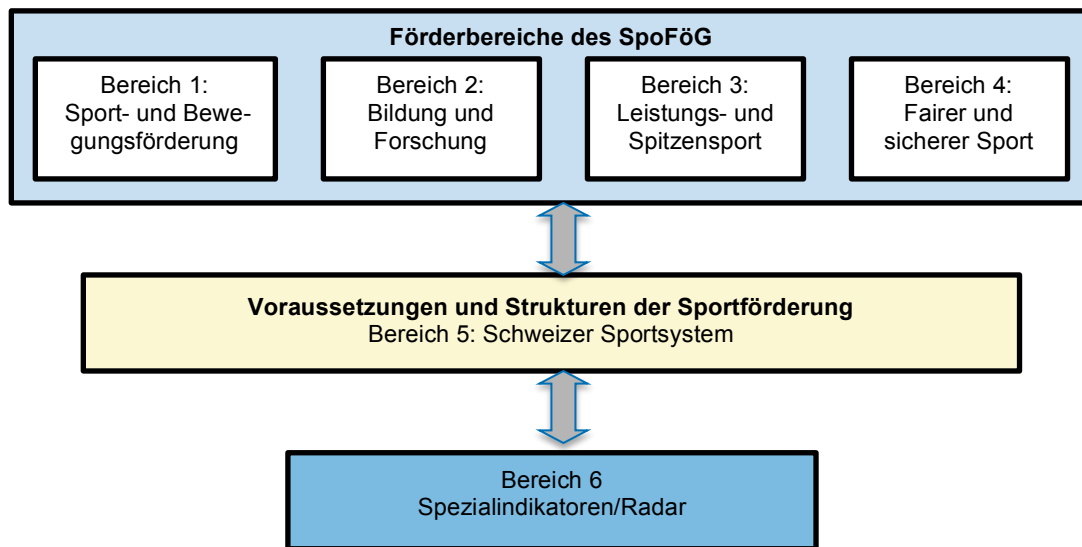 Förderbereiche des SpoFöG
Bereich 1:
Sport- und Bewe-
gungsförderung
Bereich 2:
Bildung und
Forschung
Bereich 3:
Leistungs- und
Spitzensport
Bereich 4:
Fairer und
sicherer Sport
Voraussetzungen und Strukturen der Sportförderung
Bereich 5: Schweizer Sportsystem
Bereich 6
Spezialindikatoren/Radar